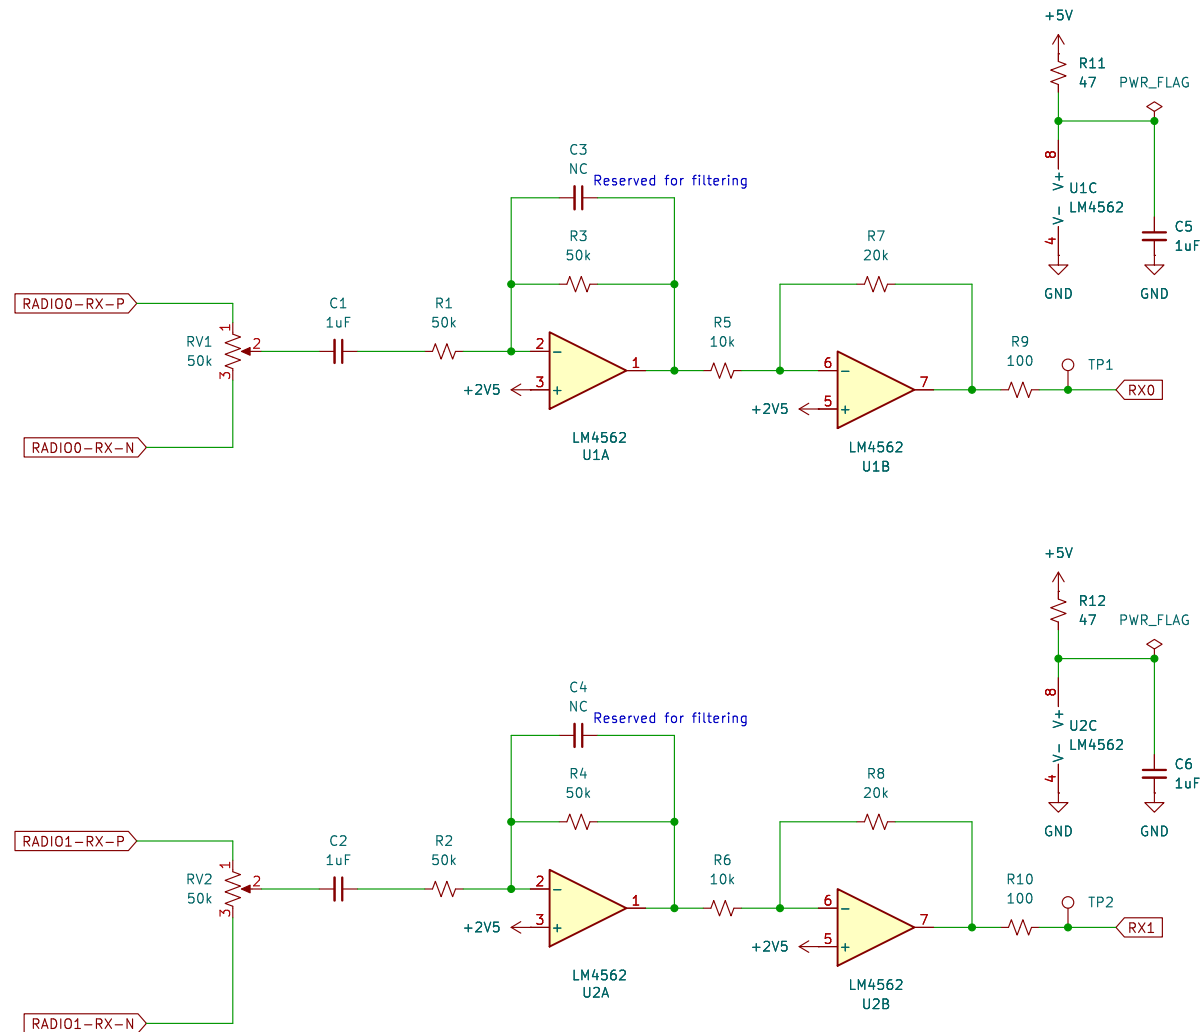 +5V
R11
47
PWR_FLAG
8
V+
U1C
LM4562
V-
4
C5
1uF
GND
GND
C3
NC
Reserved for filtering
R3
50k
R7
20k
RADIO0-RX-P
C1
1uF
R1
50k
1
RV1
50k
2
3
2
−
3
+
+2V5
1
LM4562
U1A
R5
10k
6
−
5
+
+2V5
7
LM4562
U1B
R9
100
TP1
RX0
RADIO0-RX-N
+5V
R12
47
PWR_FLAG
8
V+
U2C
LM4562
V-
4
C6
1uF
GND
GND
C4
NC
Reserved for filtering
R4
50k
R8
20k
RADIO1-RX-P
C2
1uF
R2
50k
1
RV2
50k
2
3
2
−
3
+
+2V5
1
LM4562
U2A
R6
10k
6
−
5
+
+2V5
7
LM4562
U2B
R10
100
TP2
RX1
RADIO1-RX-N